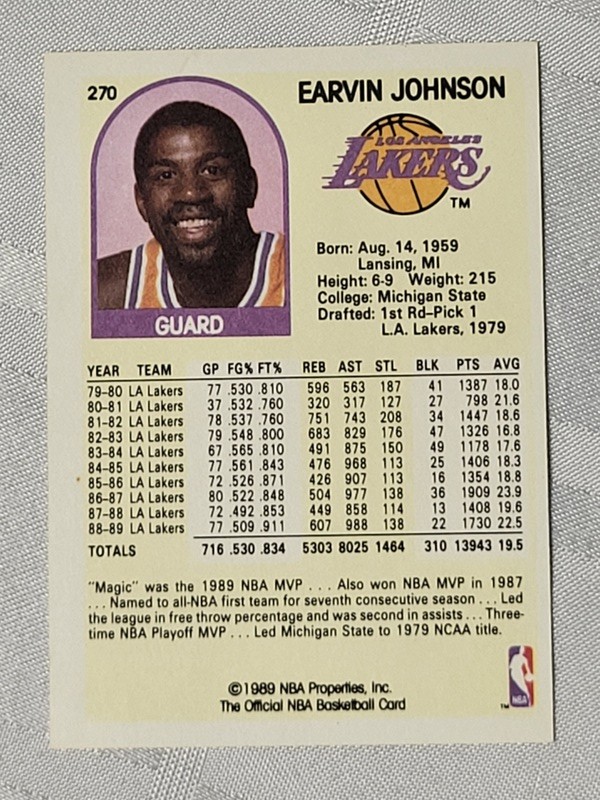 270
EARVIN JOHNSON
LOS ANGELES
LAKERS
TM
Born: Aug. 14, 1959
Lansing, MI
Height: 6-9 Weight: 215
College: Michigan State
Drafted: 1st Rd–Pick 1
L.A. Lakers, 1979
GUARD
YEAR TEAM GP FG% FT% REB AST STL BLK PTS AVG
79–80 LA Lakers 77 .530 .810 596 563 187 41 1387 18.0
80–81 LA Lakers 37 .532 .760 320 317 127 27 798 21.6
81–82 LA Lakers 78 .537 .760 751 743 208 34 1447 18.6
82–83 LA Lakers 79 .548 .800 683 829 176 47 1326 16.8
83–84 LA Lakers 67 .565 .810 491 875 150 49 1178 17.6
84–85 LA Lakers 77 .561 .843 476 968 113 25 1406 18.3
85–86 LA Lakers 72 .526 .871 426 907 113 16 1354 18.8
86–87 LA Lakers 80 .522 .848 504 977 138 36 1909 23.9
87–88 LA Lakers 72 .492 .853 449 858 114 13 1408 19.6
88–89 LA Lakers 77 .509 .911 607 988 138 22 1730 22.5
TOTALS 716 .530 .834 5303 8025 1464 310 13943 19.5
"Magic" was the 1989 NBA MVP . . . Also won NBA MVP in 1987
. . . Named to all-NBA first team for seventh consecutive season . . . Led
the league in free throw percentage and was second in assists . . . Three-
time NBA Playoff MVP . . . Led Michigan State to 1979 NCAA title.
©1989 NBA Properties, Inc.
The Official NBA Basketball Card
TM
NBA